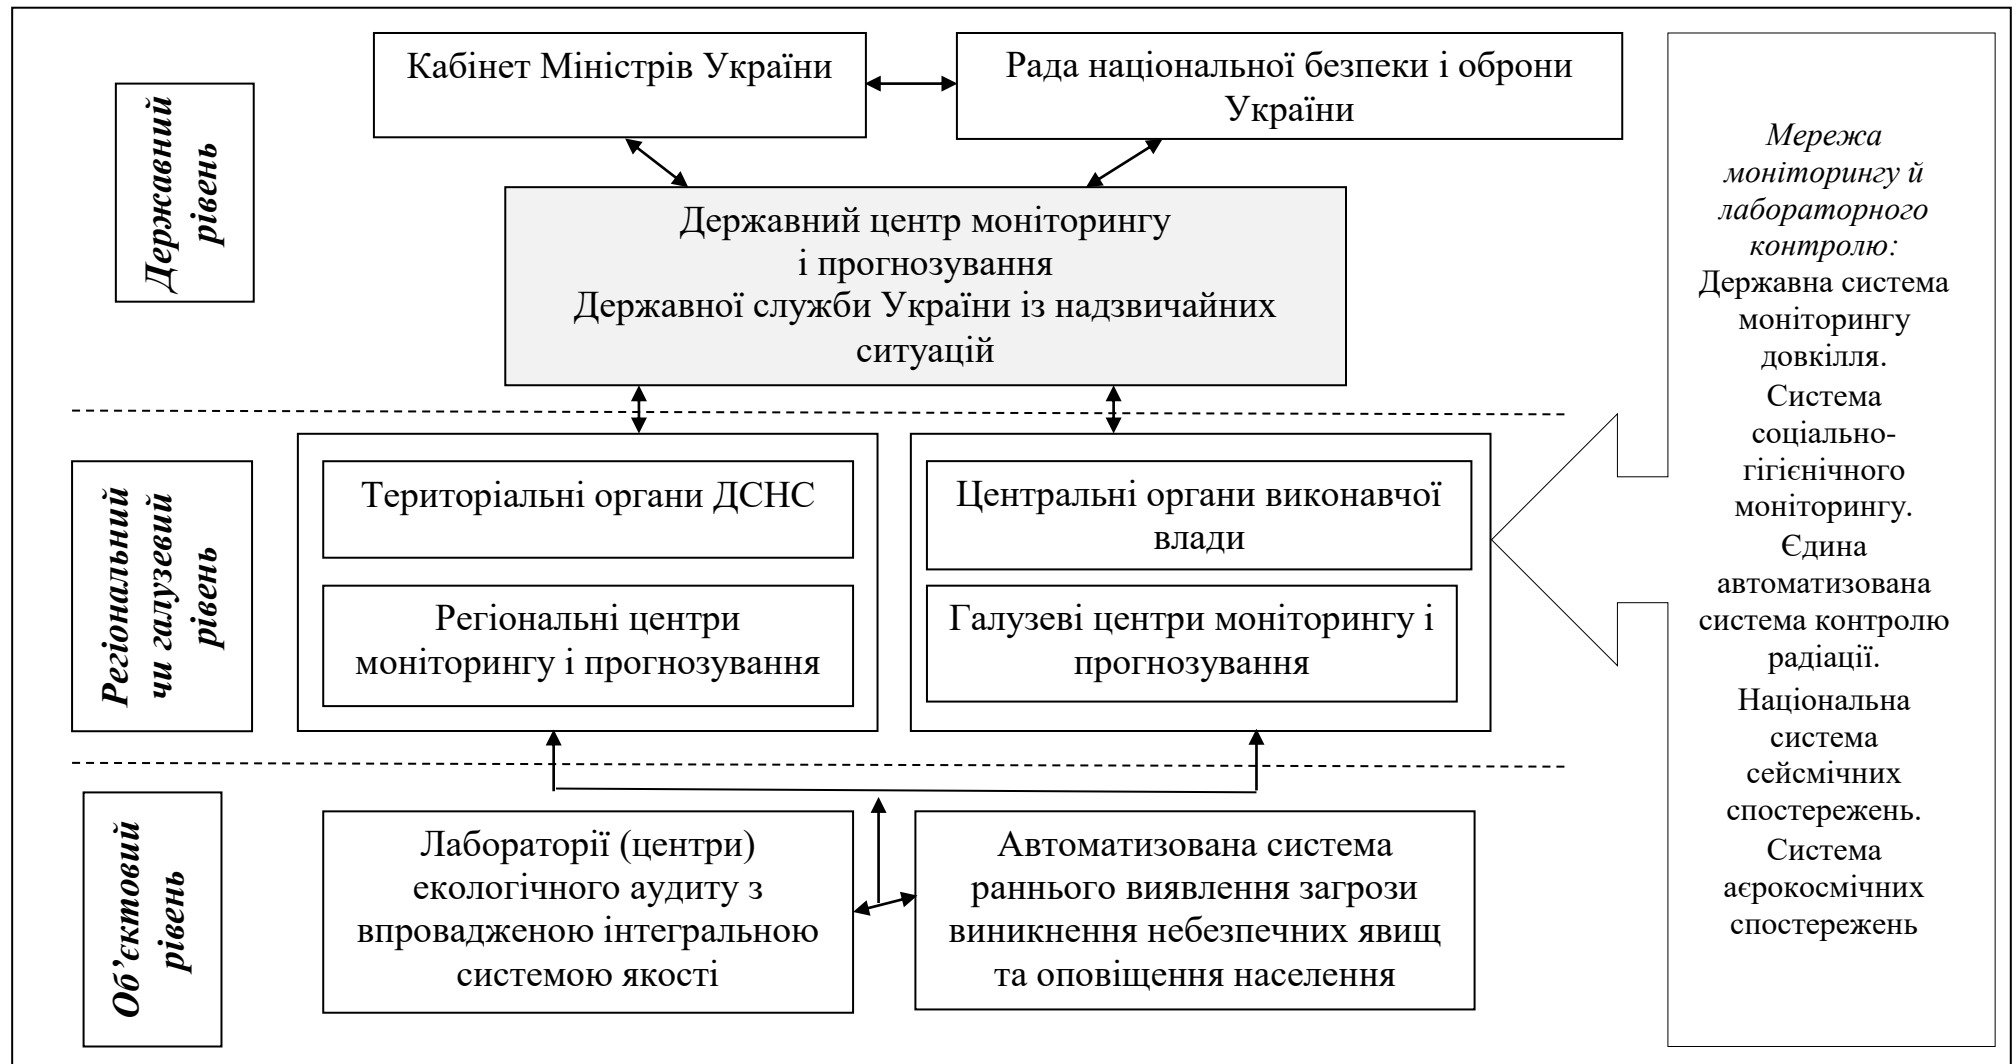 Державний
рівень
Кабінет Міністрів України
Рада національної безпеки і оборони
України
Державний центр моніторингу
і прогнозування
Державної служби України із надзвичайних
ситуацій
Регіональний
чи галузевий
рівень
Територіальні органи ДСНС
Регіональні центри
моніторингу і прогнозування
Центральні органи виконавчої
влади
Галузеві центри моніторингу і
прогнозування
Об’єктовий
рівень
Лабораторії (центри)
екологічного аудиту з
впровадженою інтегральною
системою якості
Автоматизована система
раннього виявлення загрози
виникнення небезпечних явищ
та оповіщення населення
Мережа
моніторингу й
лабораторного
контролю:
Державна система
моніторингу
довкілля.
Система
соціально-
гігієнічного
моніторингу.
Єдина
автоматизована
система контролю
радіації.
Національна
система
сейсмічних
спостережень.
Система
аєрокосмічних
спостережень